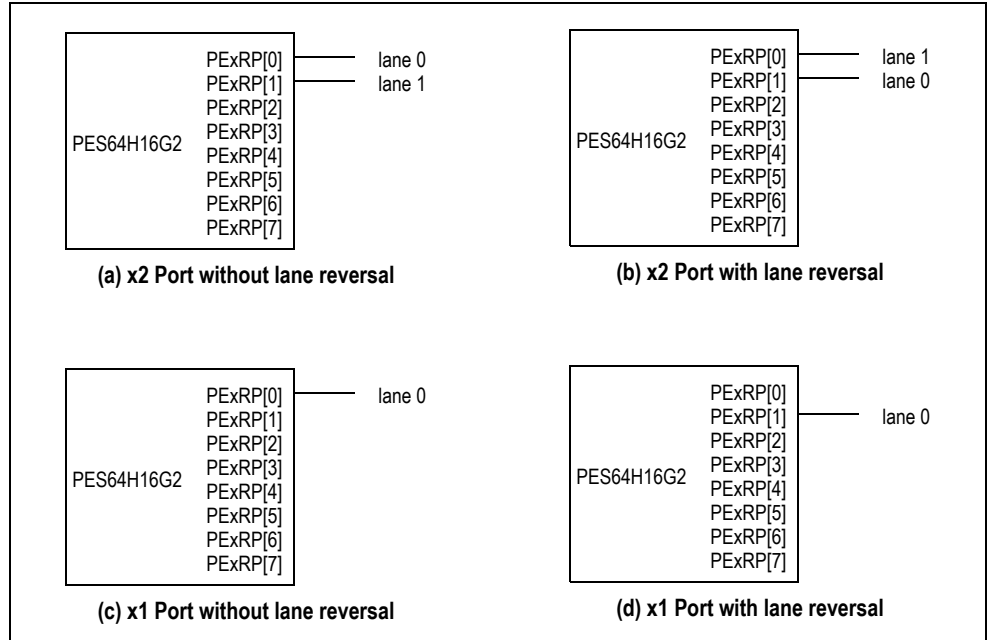 PExRP[0] lane 0
PExRP[1] lane 1
PExRP[2]
PExRP[3]
PES64H16G2
PExRP[4]
PExRP[5]
PExRP[6]
PExRP[7]
(a) x2 Port without lane reversal
PExRP[0] lane 1
PExRP[1] lane 0
PExRP[2]
PExRP[3]
PES64H16G2
PExRP[4]
PExRP[5]
PExRP[6]
PExRP[7]
(b) x2 Port with lane reversal
PExRP[0] lane 0
PExRP[1]
PExRP[2]
PExRP[3]
PES64H16G2
PExRP[4]
PExRP[5]
PExRP[6]
PExRP[7]
(c) x1 Port without lane reversal
PExRP[0]
PExRP[1] lane 0
PExRP[2]
PExRP[3]
PES64H16G2
PExRP[4]
PExRP[5]
PExRP[6]
PExRP[7]
(d) x1 Port with lane reversal